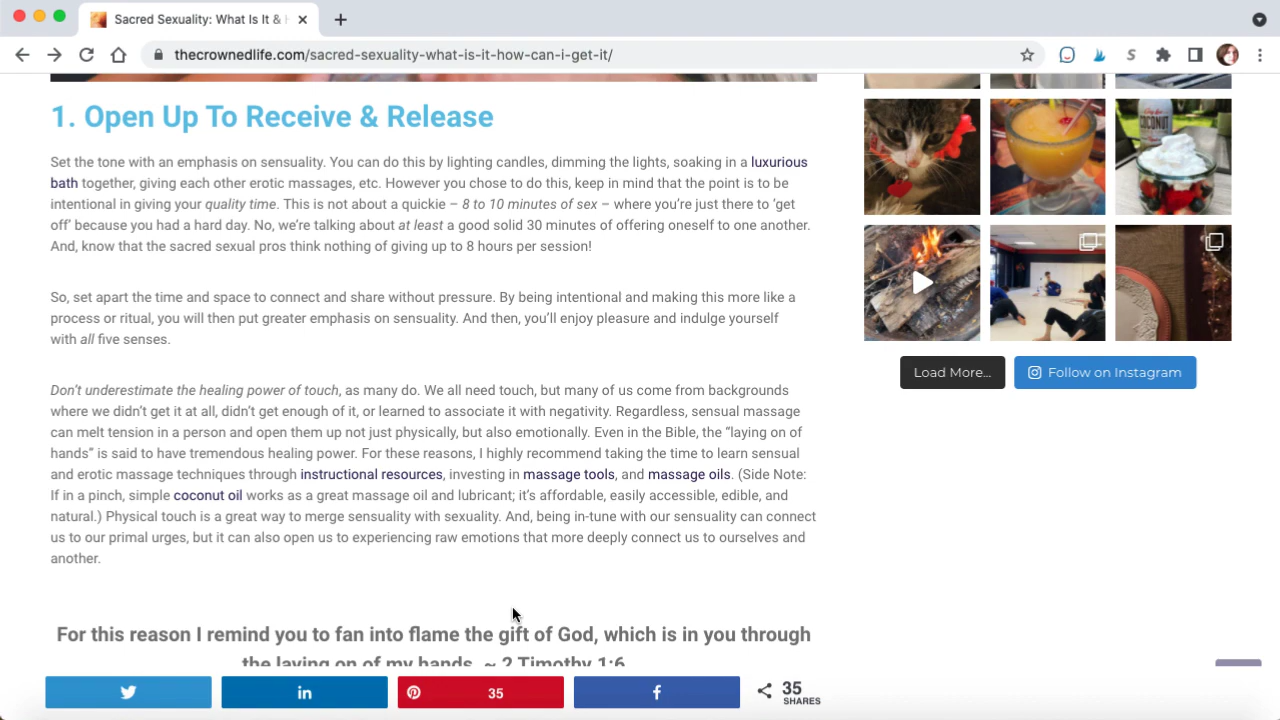 Sacred Sexuality: What Is It &
thecrownedlife.com/sacred-sexuality-what-is-it-how-can-i-get-it/
1. Open Up To Receive & Release
Set the tone with an emphasis on sensuality. You can do this by lighting candles, dimming the lights, soaking in a luxurious
bath together, giving each other erotic massages, etc. However you chose to do this, keep in mind that the point is to be
intentional in giving your quality time. This is not about a quickie – 8 to 10 minutes of sex – where you're just there to 'get
off' because you had a hard day. No, we're talking about at least a good solid 30 minutes of offering oneself to one another.
And, know that the sacred sexual pros think nothing of giving up to 8 hours per session!
So, set apart the time and space to connect and share without pressure. By being intentional and making this more like a
process or ritual, you will then put greater emphasis on sensuality. And then, you'll enjoy pleasure and indulge yourself
with all five senses.
Don't underestimate the healing power of touch, as many do. We all need touch, but many of us come from backgrounds
where we didn't get it at all, didn't get enough of it, or learned to associate it with negativity. Regardless, sensual massage
can melt tension in a person and open them up not just physically, but also emotionally. Even in the Bible, the "laying on of
hands" is said to have tremendous healing power. For these reasons, I highly recommend taking the time to learn sensual
and erotic massage techniques through instructional resources, investing in massage tools, and massage oils. (Side Note:
If in a pinch, simple coconut oil works as a great massage oil and lubricant; it's affordable, easily accessible, edible, and
natural.) Physical touch is a great way to merge sensuality with sexuality. And, being in-tune with our sensuality can connect
us to our primal urges, but it can also open us to experiencing raw emotions that more deeply connect us to ourselves and
another.
For this reason I remind you to fan into flame the gift of God, which is in you through
the laying on of my hands. ~ 2 Timothy 1:6
COCONUT
Load More...
Follow on Instagram
35
35
SHARES